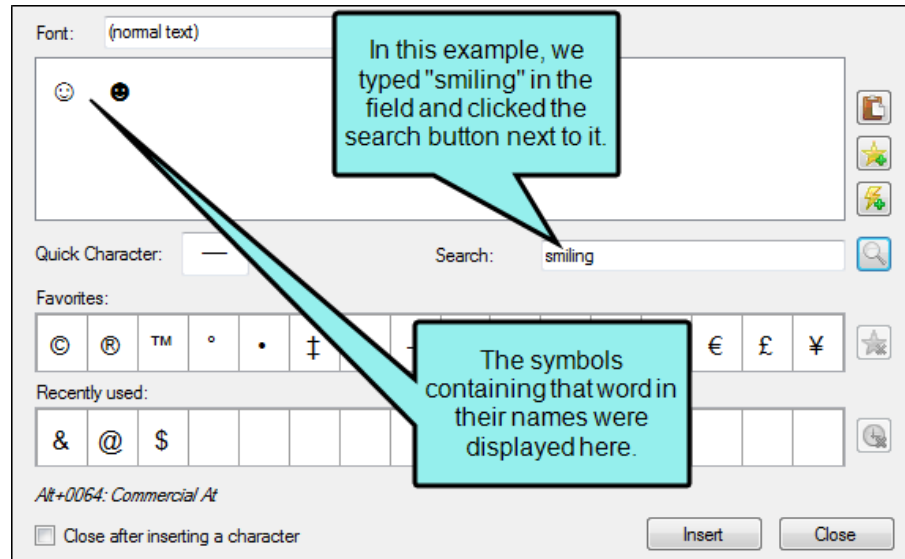 Font: (normal text)
In this example, we
typed "smiling" in the
field and clicked the
search button next to it.
☺ ☻
Quick Character: —
Search: smiling
Favorites:
© ® ™ ° • ‡ € £ ¥
The symbols
containing that word in
their names were
displayed here.
Recently used:
& @ $
Alt+0064: Commercial At
Close after inserting a character
Insert Close